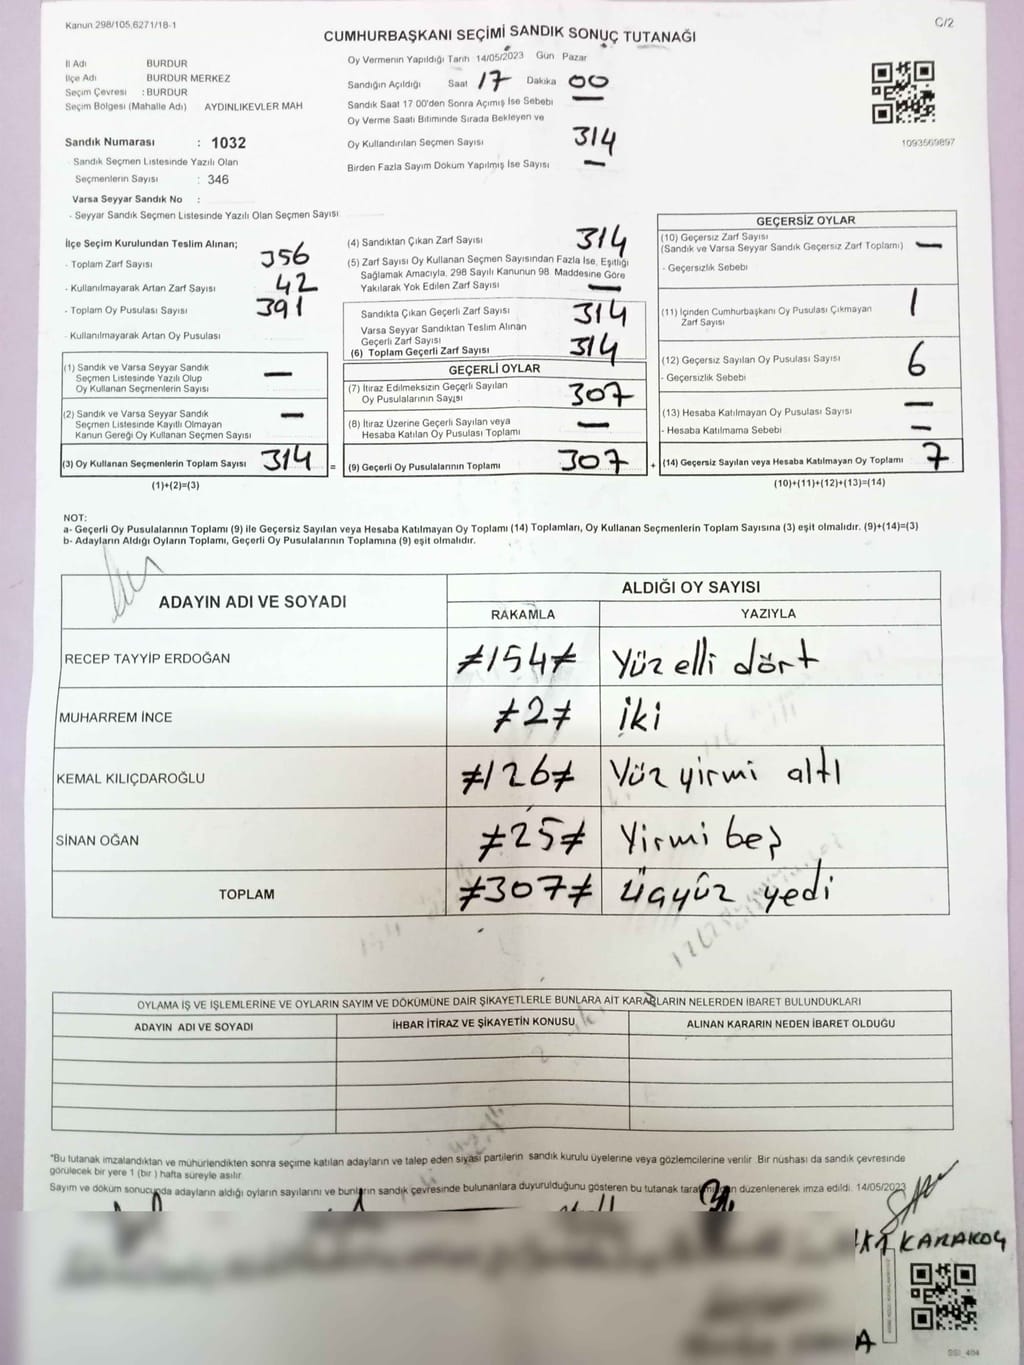 Kanun 298/105,6271/18-1
C/2
CUMHURBAŞKANI SEÇİMİ SANDIK SONUÇ TUTANAĞI
İl Adı BURDUR
İlçe Adı BURDUR MERKEZ
Seçim Çevresi : BURDUR
Seçim Bölgesi (Mahalle Adı) AYDINLIKEVLER MAH
Sandık Numarası : 1032
- Sandık Seçmen Listesinde Yazılı Olan
Seçmenlerin Sayısı : 346
Varsa Seyyar Sandık No :
- Seyyar Sandık Seçmen Listesinde Yazılı Olan Seçmen Sayısı
Oy Vermenin Yapıldığı Tarih 14/05/2023 Gün Pazar
Sandığın Açıldığı Saat 17 Dakika 00
Sandık Saat 17 00'den Sonra Açımış İse Sebebi —
Oy Verme Saati Bitiminde Sırada Bekleyen ve
Oy Kullandırılan Seçmen Sayısı 314
Birden Fazla Sayım Döküm Yapılmış İse Sayısı —
1093569897
İlçe Seçim Kurulundan Teslim Alınan;
- Toplam Zarf Sayısı 356
- Kullanılmayarak Artan Zarf Sayısı 42
- Toplam Oy Pusulası Sayısı 391
- Kullanılmayarak Artan Oy Pusulası
(1) Sandık ve Varsa Seyyar Sandık
Seçmen Listesinde Yazılı Olup
Oy Kullanan Seçmenlerin Sayısı —
(2) Sandık ve Varsa Seyyar Sandık
Seçmen Listesinde Kayıtlı Olmayan
Kanun Gereği Oy Kullanan Seçmen Sayısı —
(3) Oy Kullanan Seçmenlerin Toplam Sayısı 314 =
(1)+(2)=(3)
(4) Sandıktan Çıkan Zarf Sayısı 314
(5) Zarf Sayısı Oy Kullanan Seçmen Sayısından Fazla İse, Eşitliği
Sağlamak Amacıyla, 298 Sayılı Kanunun 98. Maddesine Göre
Yakılarak Yok Edilen Zarf Sayısı —
Sandıkta Çıkan Geçerli Zarf Sayısı 314
Varsa Seyyar Sandıktan Teslim Alınan
Geçerli Zarf Sayısı
(6) Toplam Geçerli Zarf Sayısı 314
GEÇERLİ OYLAR
(7) İtiraz Edilmeksizin Geçerli Sayılan
Oy Pusulalarının Sayısı 307
(8) İtiraz Üzerine Geçerli Sayılan veya
Hesaba Katılan Oy Pusulası Toplamı —
(9) Geçerli Oy Pusulalarının Toplamı 307 +
GEÇERSİZ OYLAR
(10) Geçersiz Zarf Sayısı
(Sandık ve Varsa Seyyar Sandık Geçersiz Zarf Toplamı) —
- Geçersizlik Sebebi
(11) İçinden Cumhurbaşkanı Oy Pusulası Çıkmayan
Zarf Sayısı 1
(12) Geçersiz Sayılan Oy Pusulası Sayısı 6
- Geçersizlik Sebebi
(13) Hesaba Katılmayan Oy Pusulası Sayısı —
- Hesaba Katılmama Sebebi —
(14) Geçersiz Sayılan veya Hesaba Katılmayan Oy Toplamı 7
(10)+(11)+(12)+(13)=(14)
NOT:
a- Geçerli Oy Pusulalarının Toplamı (9) ile Geçersiz Sayılan veya Hesaba Katılmayan Oy Toplamı (14) Toplamları, Oy Kullanan Seçmenlerin Toplam Sayısına (3) eşit olmalıdır. (9)+(14)=(3)
b- Adayların Aldığı Oyların Toplamı, Geçerli Oy Pusulalarının Toplamına (9) eşit olmalıdır.
ADAYIN ADI VE SOYADI
ALDIĞI OY SAYISI
RAKAMLA YAZIYLA
RECEP TAYYİP ERDOĞAN ≠154≠ Yüz elli dört
MUHARREM İNCE ≠2≠ iki
KEMAL KILIÇDAROĞLU ≠126≠ Yüz yirmi altı
SİNAN OĞAN ≠25≠ Yirmi beş
TOPLAM ≠307≠ üçyüz yedi
OYLAMA İŞ VE İŞLEMLERİNE VE OYLARIN SAYIM VE DÖKÜMÜNE DAİR ŞİKAYETLERLE BUNLARA AİT KARARLARIN NELERDEN İBARET BULUNDUKLARI
ADAYIN ADI VE SOYADI
İHBAR İTİRAZ VE ŞİKAYETİN KONUSU
ALINAN KARARIN NEDEN İBARET OLDUĞU
*Bu tutanak imzalandıktan ve mühürlendikten sonra seçime katılan adayların ve talep eden siyasi partilerin sandık kurulu üyelerine veya gözlemcilerine verilir. Bir nüshası da sandık çevresinde
görülecek bir yere 1 (bir ) hafta süreyle asılır.
Sayım ve döküm sonucunda adayların aldığı oyların sayılarını ve bunların sandık çevresinde bulunanlara duyurulduğunu gösteren bu tutanak tarafımızdan düzenlenerek imza edildi. 14/05/2023
KARAKOÇ
A
SSI_404